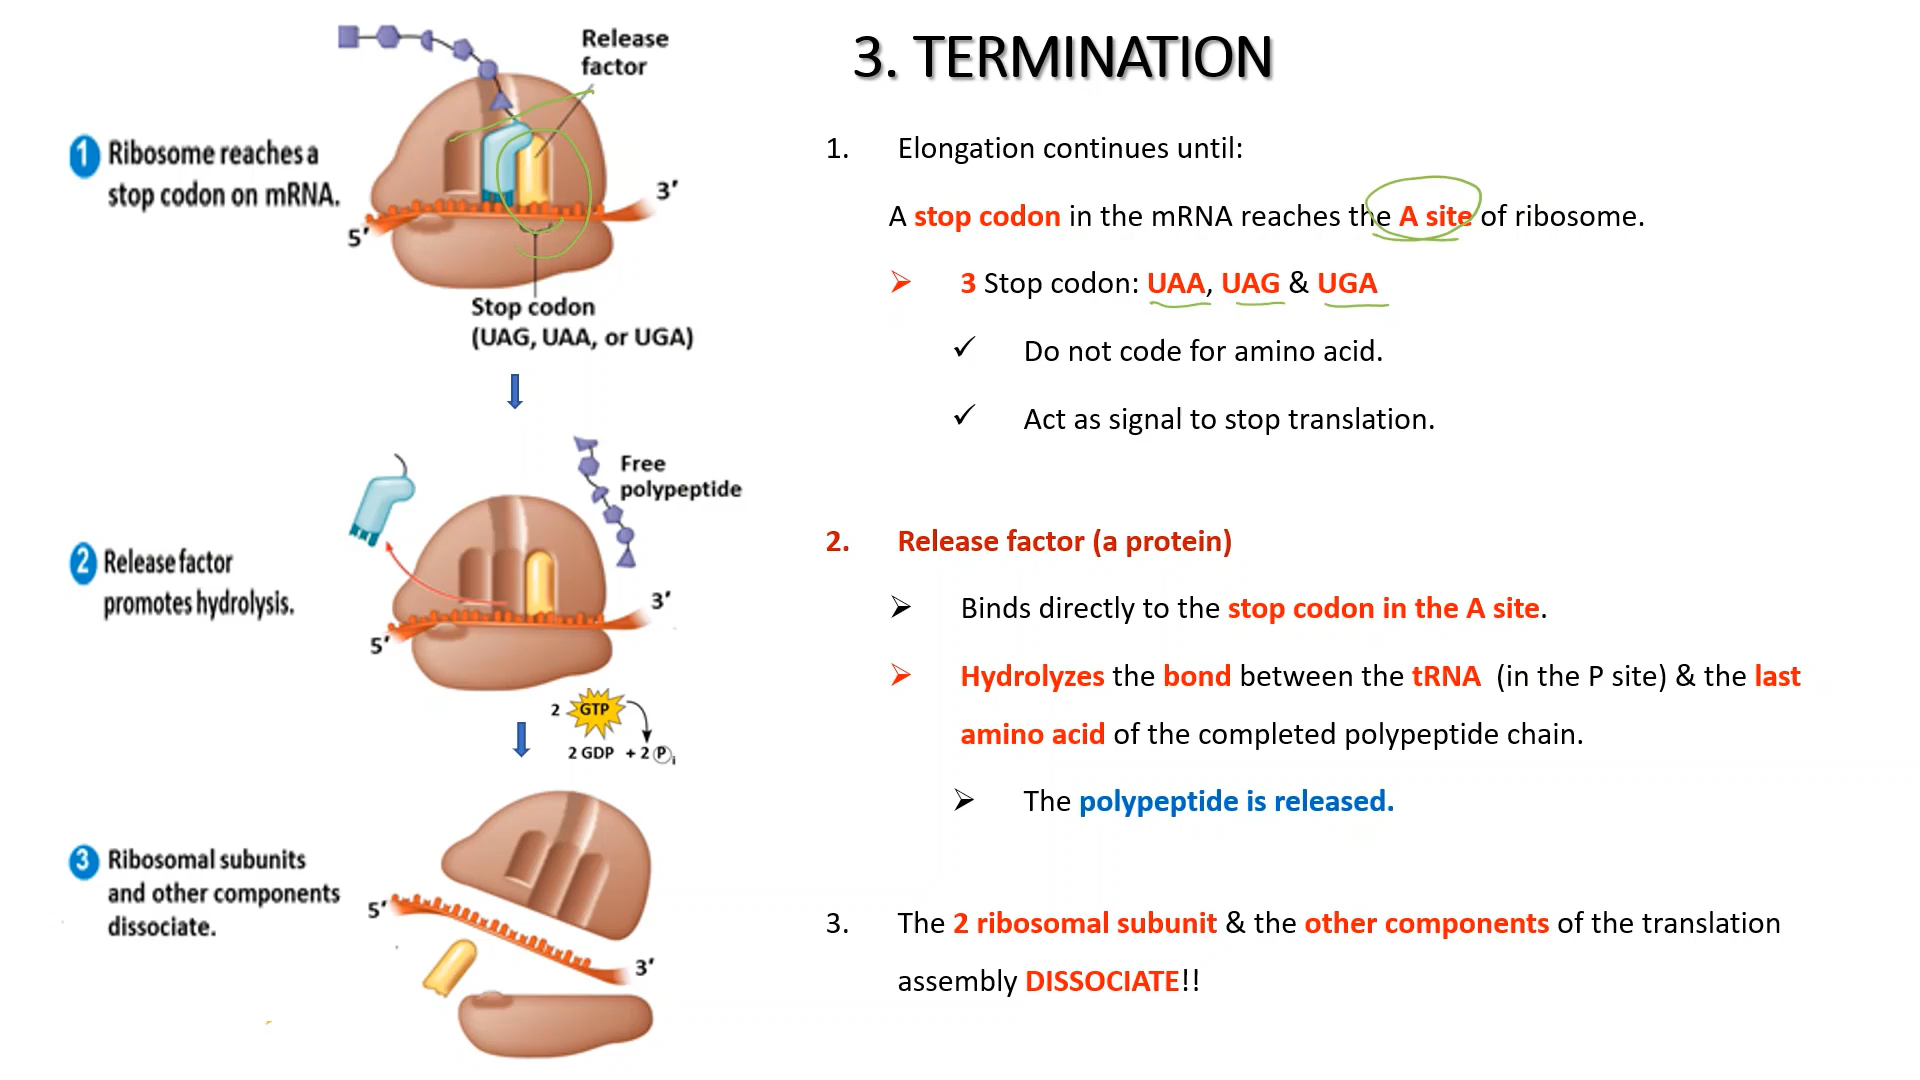 3. TERMINATION
Release
factor
1 Ribosome reaches a
stop codon on mRNA.
3′
5′
Stop codon
(UAG, UAA, or UGA)
Free
polypeptide
2 Release factor
promotes hydrolysis.
3′
5′
2 GTP
2 GDP + 2 Pi
3 Ribosomal subunits
and other components
dissociate.
5′
3′
1. Elongation continues until:
A stop codon in the mRNA reaches the A site of ribosome.
➢ 3 Stop codon: UAA, UAG & UGA
✓ Do not code for amino acid.
✓ Act as signal to stop translation.
2. Release factor (a protein)
➢ Binds directly to the stop codon in the A site.
➢ Hydrolyzes the bond between the tRNA (in the P site) & the last
amino acid of the completed polypeptide chain.
➢ The polypeptide is released.
3. The 2 ribosomal subunit & the other components of the translation
assembly DISSOCIATE!!